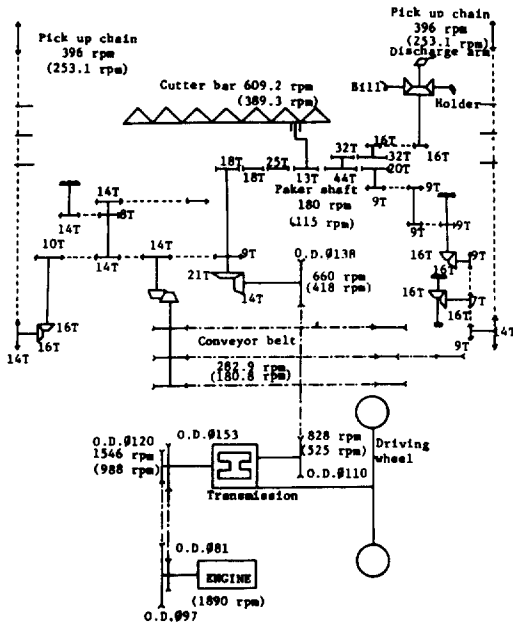 Pick up chain
396 rpm
(253.1 rpm)
Pick up chain
396 rpm
(253.1 rpm)
Discharge arm
Cutter bar 609.2 rpm
(389.3 rpm)
Bill
Holder
16T
16T
32T
32T
18T
18T
25T
13T
44T
20T
Paker shaft
180 rpm
(115 rpm)
9T
9T
14T
8T
14T
9T
9T
10T
14T
14T
9T
O.D.Ø138
16T
16T
9T
21T
14T
660 rpm
(418 rpm)
16T
16T
7T
16T
16T
14T
9T
14T
Conveyor belt
282.9 rpm
(180.8 rpm)
O.D.Ø120
1546 rpm
(988 rpm)
O.D.Ø153
828 rpm
(525 rpm)
O.D.Ø110
Driving
wheel
Transmission
O.D.Ø81
ENGINE
(1890 rpm)
O.D.Ø97